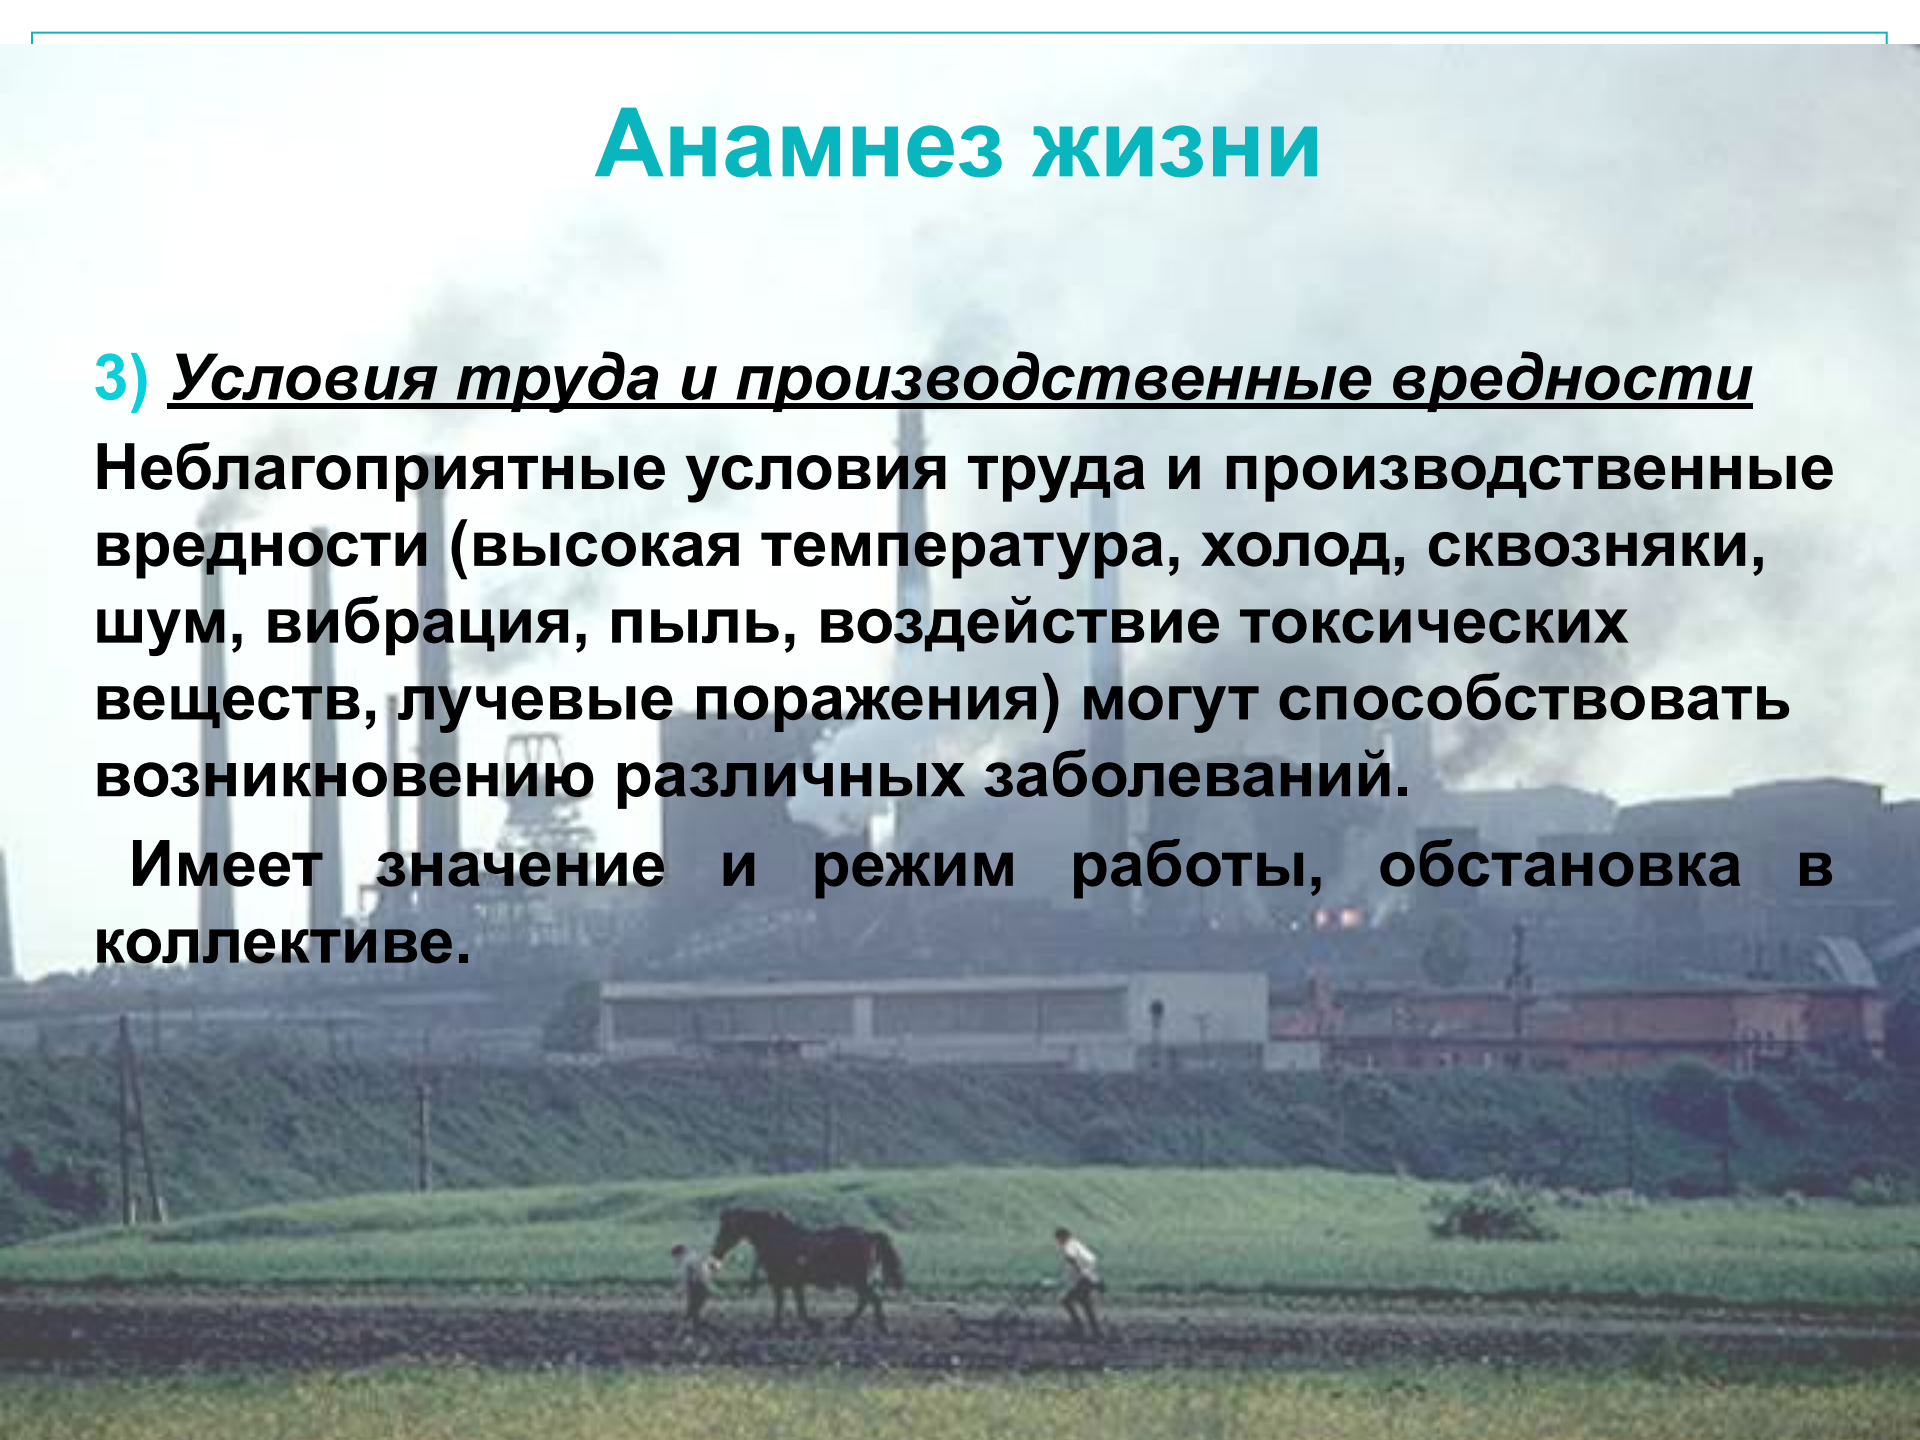 Анамнез жизни
3) Условия труда и производственные вредности
Неблагоприятные условия труда и производственные
вредности (высокая температура, холод, сквозняки,
шум, вибрация, пыль, воздействие токсических
веществ, лучевые поражения) могут способствовать
возникновению различных заболеваний.
Имеет значение и режим работы, обстановка в
коллективе.